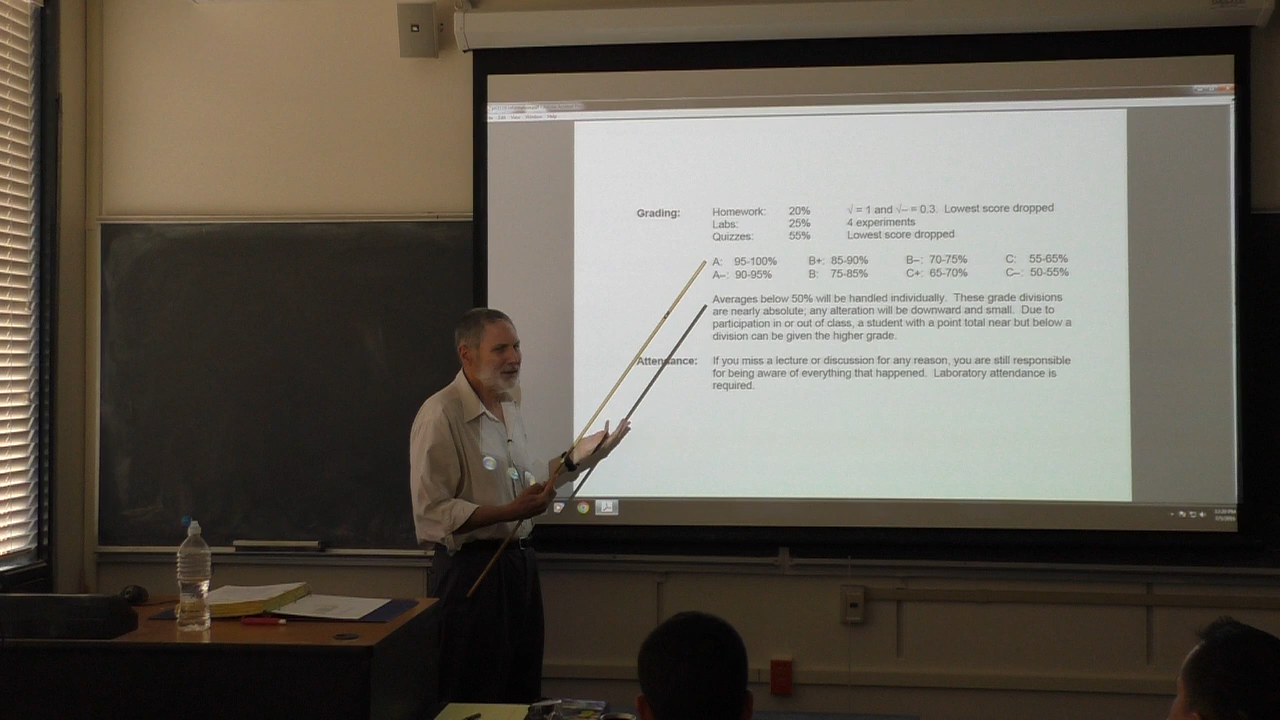 Edit View Window Help
Grading: Homework: 20% √ = 1 and √– = 0.3. Lowest score dropped
Labs: 25% 4 experiments
Quizzes: 55% Lowest score dropped
A: 95-100% B+: 85-90% B–: 70-75% C: 55-65%
A–: 90-95% B: 75-85% C+: 65-70% C–: 50-55%
Averages below 50% will be handled individually. These grade divisions
are nearly absolute; any alteration will be downward and small. Due to
participation in or out of class, a student with a point total near but below a
division can be given the higher grade.
Attendance: If you miss a lecture or discussion for any reason, you are still responsible
for being aware of everything that happened. Laboratory attendance is
required.